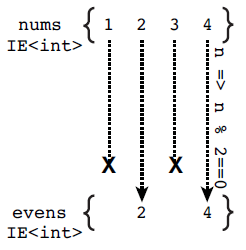 nums { 1 2 3 4
IE<int>
n => n % 2==0
X X
evens { 2 4
IE<int>